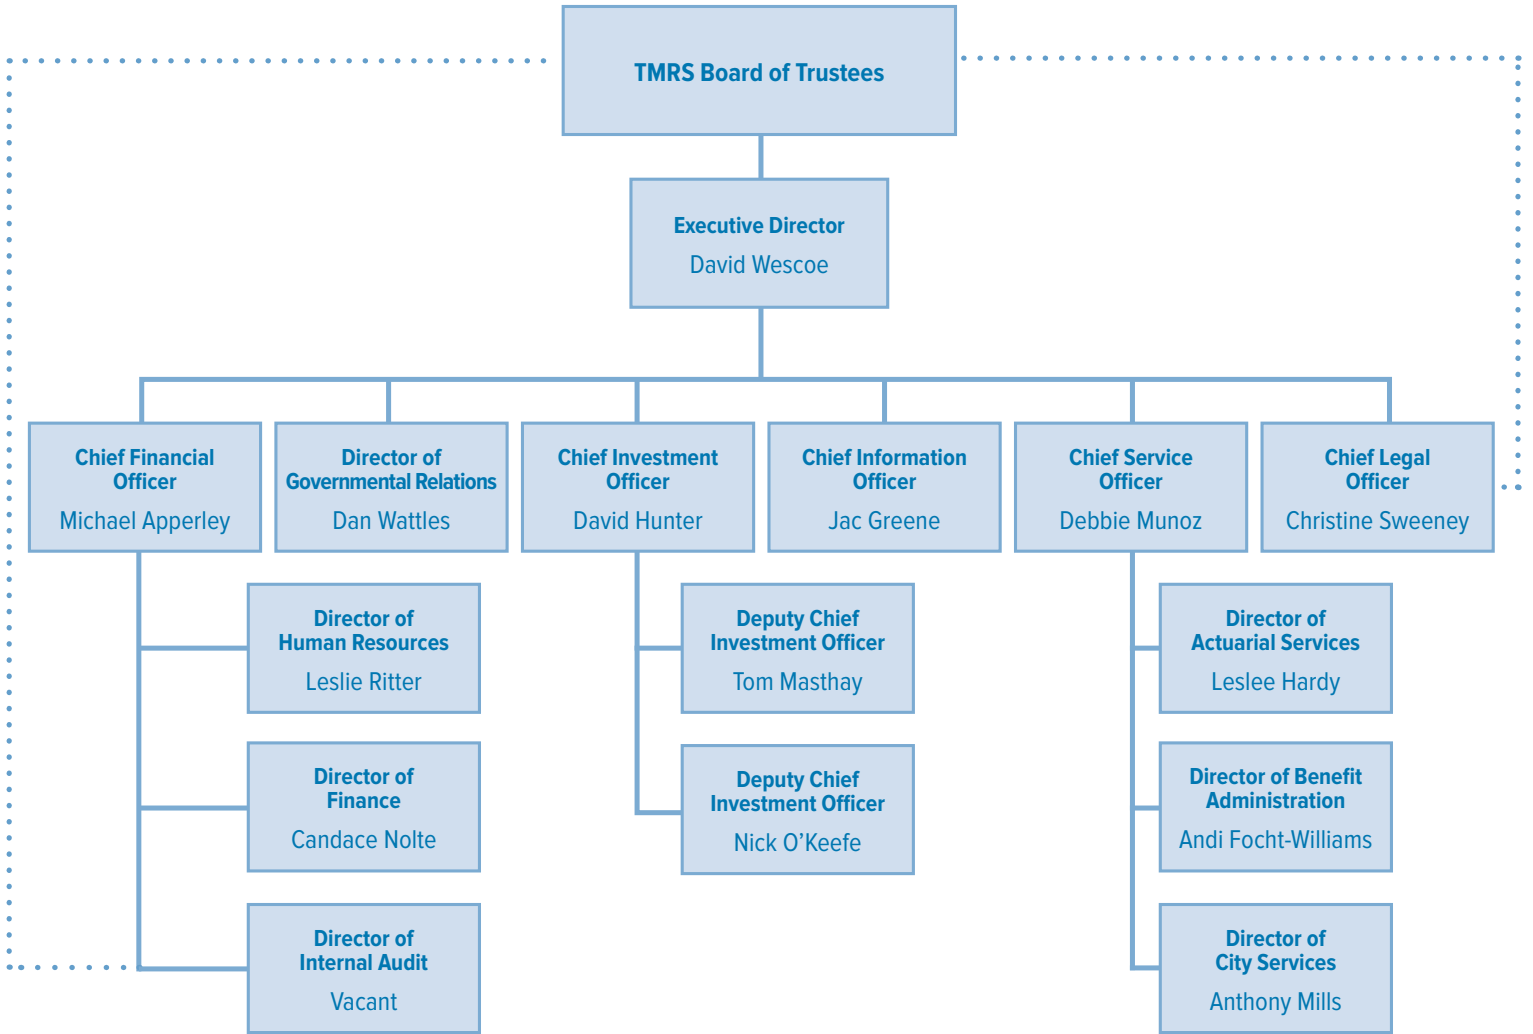 TMRS Board of Trustees
Executive Director
David Wescoe
Chief Financial
Officer
Michael Apperley
Director of
Governmental Relations
Dan Wattles
Chief Investment
Officer
David Hunter
Chief Information
Officer
Jac Greene
Chief Service
Officer
Debbie Munoz
Chief Legal
Officer
Christine Sweeney
Director of
Human Resources
Leslie Ritter
Director of
Finance
Candace Nolte
Director of
Internal Audit
Vacant
Deputy Chief
Investment Officer
Tom Masthay
Deputy Chief
Investment Officer
Nick O’Keefe
Director of
Actuarial Services
Leslee Hardy
Director of Benefit
Administration
Andi Focht-Williams
Director of
City Services
Anthony Mills